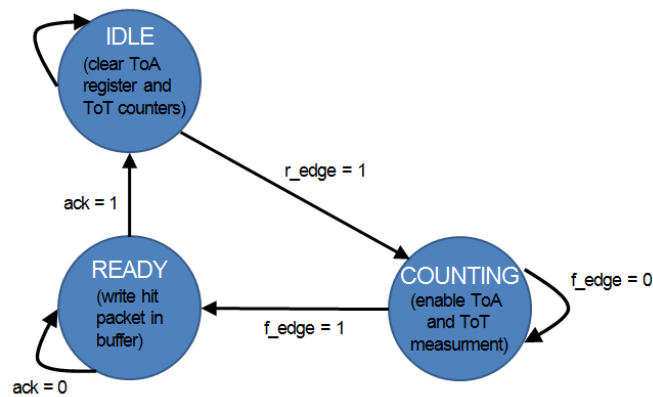 IDLE
(clear ToA
register and
ToT counters)
r_edge = 1
ack = 1
READY
(write hit
packet in
buffer)
COUNTING
(enable ToA
and ToT
measurment)
f_edge = 0
f_edge = 1
ack = 0